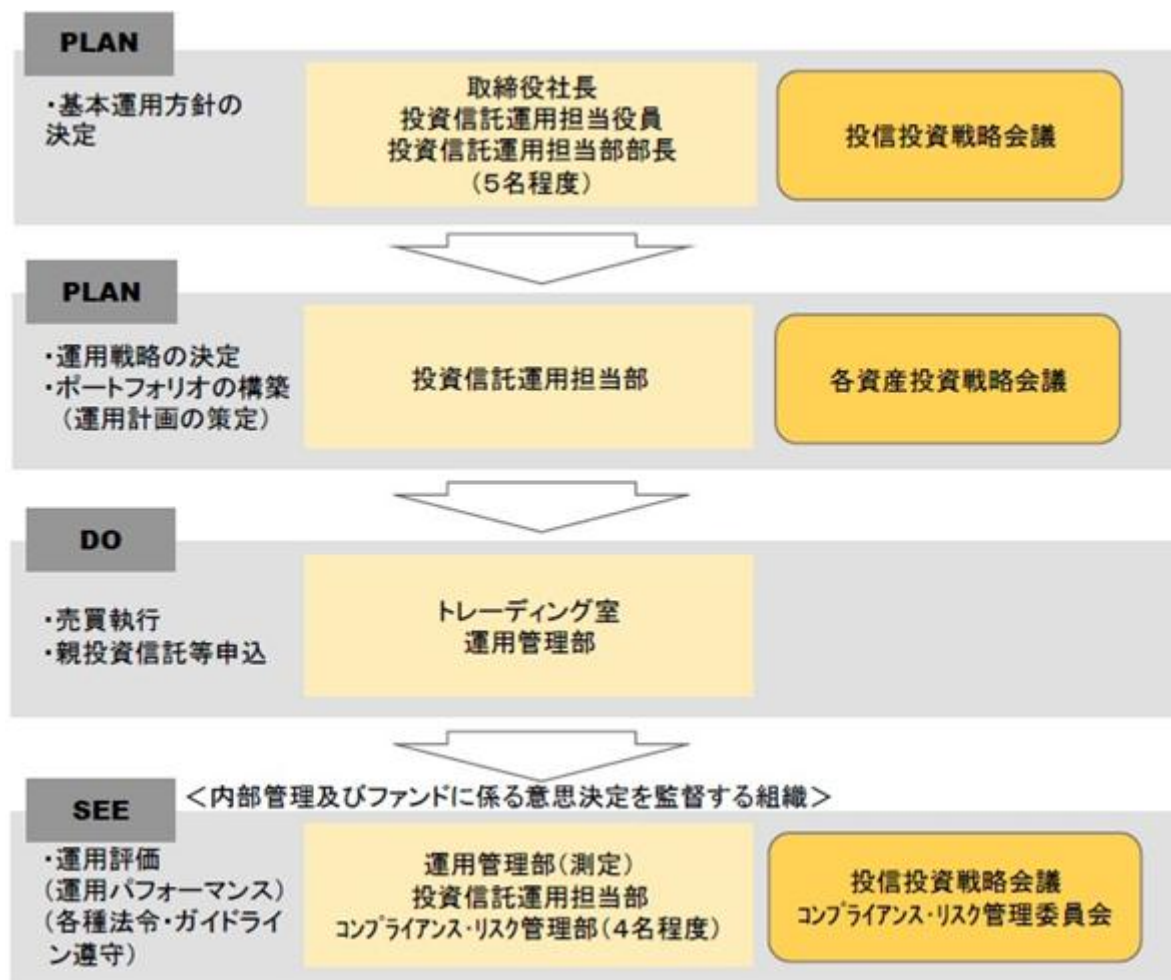 PLAN
・基本運用方針の
決定
取締役社長
投資信託運用担当役員
投資信託運用担当部部長
（５名程度）
投信投資戦略会議
PLAN
・運用戦略の決定
・ポートフォリオの構築
（運用計画の策定）
投資信託運用担当部
各資産投資戦略会議
DO
・売買執行
・親投資信託等申込
トレーディング室
運用管理部
SEE
＜内部管理及びファンドに係る意思決定を監督する組織＞
・運用評価
（運用パフォーマンス）
（各種法令・ガイドライ
ン遵守）
運用管理部（測定）
投資信託運用担当部
ｺﾝﾌﾟﾗｲｱﾝｽ・ﾘｽｸ管理部（４名程度）
投信投資戦略会議
ｺﾝﾌﾟﾗｲｱﾝｽ・ﾘｽｸ管理委員会